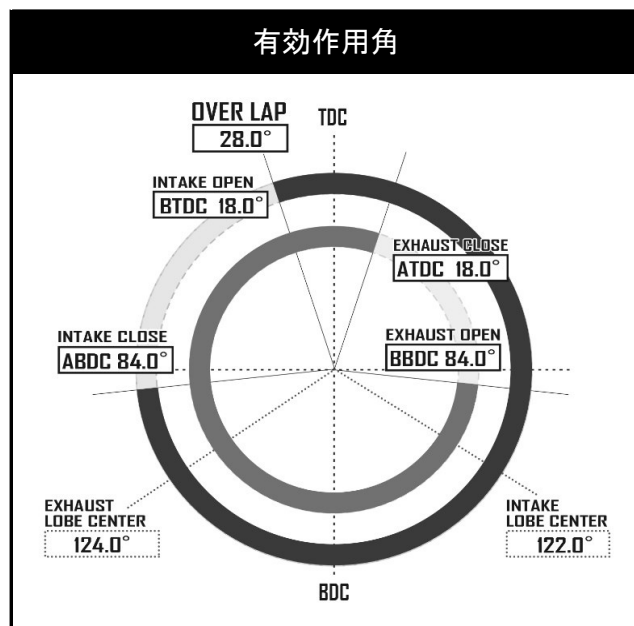 有効作用角
OVER LAP
28.0°
TDC
INTAKE OPEN
BTDC 18.0°
EXHAUST CLOSE
ATDC 18.0°
INTAKE CLOSE
ABDC 84.0°
EXHAUST OPEN
BBDC 84.0°
EXHAUST
LOBE CENTER
124.0°
INTAKE
LOBE CENTER
122.0°
BDC